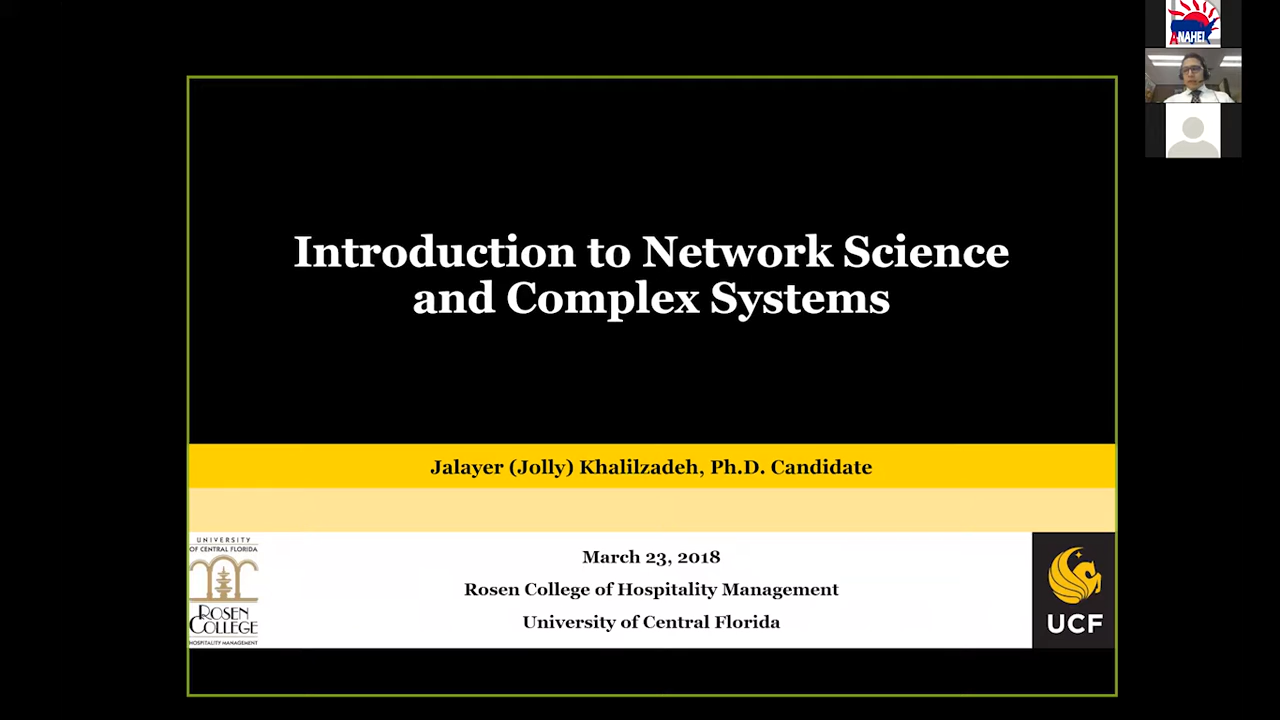 NAHEI
Introduction to Network Science
and Complex Systems
Jalayer (Jolly) Khalilzadeh, Ph.D. Candidate
UNIVERSITY
OF CENTRAL FLORIDA
ROSEN
COLLEGE
HOSPITALITY MANAGEMENT
March 23, 2018
Rosen College of Hospitality Management
University of Central Florida
UCF